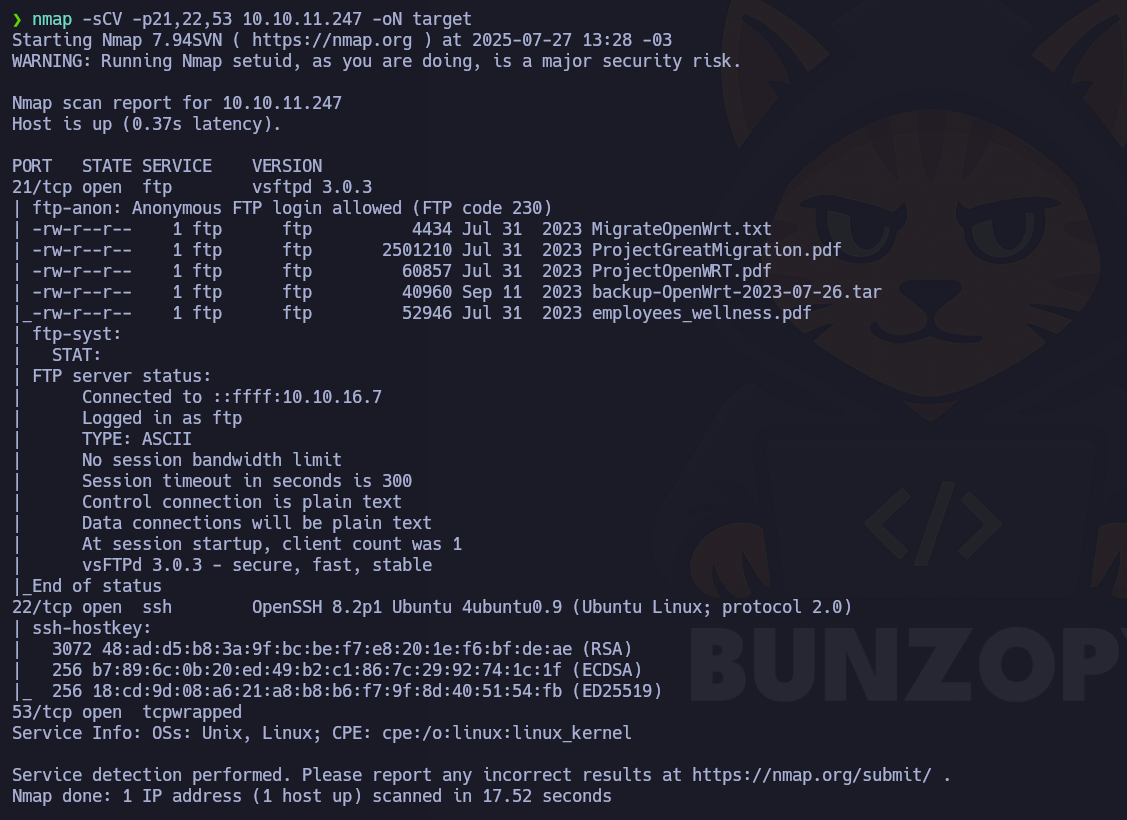 ❯ nmap -sCV -p21,22,53 10.10.11.247 -oN target
Starting Nmap 7.94SVN ( https://nmap.org ) at 2025-07-27 13:28 -03
WARNING: Running Nmap setuid, as you are doing, is a major security risk.

Nmap scan report for 10.10.11.247
Host is up (0.37s latency).

PORT   STATE SERVICE    VERSION
21/tcp open  ftp        vsftpd 3.0.3
| ftp-anon: Anonymous FTP login allowed (FTP code 230)
| -rw-r--r--    1 ftp      ftp          4434 Jul 31  2023 MigrateOpenWrt.txt
| -rw-r--r--    1 ftp      ftp       2501210 Jul 31  2023 ProjectGreatMigration.pdf
| -rw-r--r--    1 ftp      ftp         60857 Jul 31  2023 ProjectOpenWRT.pdf
| -rw-r--r--    1 ftp      ftp         40960 Sep 11  2023 backup-OpenWrt-2023-07-26.tar
|_-rw-r--r--    1 ftp      ftp         52946 Jul 31  2023 employees_wellness.pdf
| ftp-syst:
|   STAT:
| FTP server status:
|      Connected to ::ffff:10.10.16.7
|      Logged in as ftp
|      TYPE: ASCII
|      No session bandwidth limit
|      Session timeout in seconds is 300
|      Control connection is plain text
|      Data connections will be plain text
|      At session startup, client count was 1
|      vsFTPd 3.0.3 - secure, fast, stable
|_End of status
22/tcp open  ssh        OpenSSH 8.2p1 Ubuntu 4ubuntu0.9 (Ubuntu Linux; protocol 2.0)
| ssh-hostkey:
|   3072 48:ad:d5:b8:3a:9f:bc:be:f7:e8:20:1e:f6:bf:de:ae (RSA)
|   256 b7:89:6c:0b:20:ed:49:b2:c1:86:7c:29:92:74:1c:1f (ECDSA)
|_  256 18:cd:9d:08:a6:21:a8:b8:b6:f7:9f:8d:40:51:54:fb (ED25519)
53/tcp open  tcpwrapped
Service Info: OSs: Unix, Linux; CPE: cpe:/o:linux:linux_kernel

Service detection performed. Please report any incorrect results at https://nmap.org/submit/ .
Nmap done: 1 IP address (1 host up) scanned in 17.52 seconds
</>
BUNZOPY